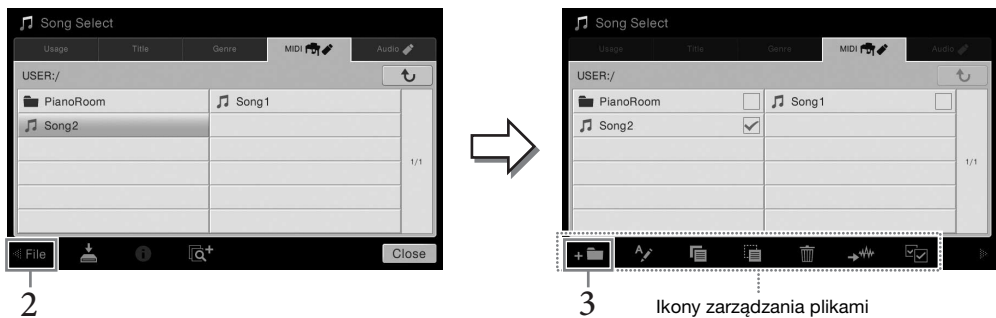 Song Select
Usage Title Genre MIDI Audio
USER:/
PianoRoom Song1
Song2
1/1
File Close
2
Song Select
Usage Title Genre MIDI Audio
USER:/
PianoRoom Song1
Song2
1/1
3
Ikony zarządzania plikami